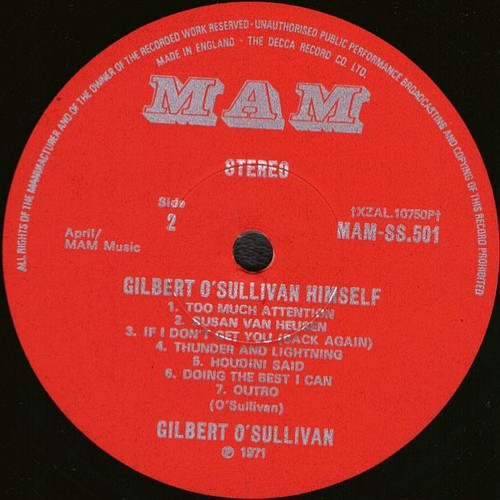 ALL RIGHTS OF THE MANUFACTURER AND OF THE OWNER OF THE RECORDED WORK RESERVED · UNAUTHORISED PUBLIC PERFORMANCE BROADCASTING AND COPYING OF THIS RECORD PROHIBITED
MADE IN ENGLAND · THE DECCA RECORD CO. LTD.
MAM
STEREO
Side
2
†XZAL.10750P†
MAM-SS.501
April/
MAM Music
GILBERT O'SULLIVAN HIMSELF
1. TOO MUCH ATTENTION
2. SUSAN VAN HEUSEN
3. IF I DON'T GET YOU (BACK AGAIN)
4. THUNDER AND LIGHTNING
5. HOUDINI SAID
6. DOING THE BEST I CAN
7. OUTRO
(O'Sullivan)
GILBERT O'SULLIVAN
℗ 1971